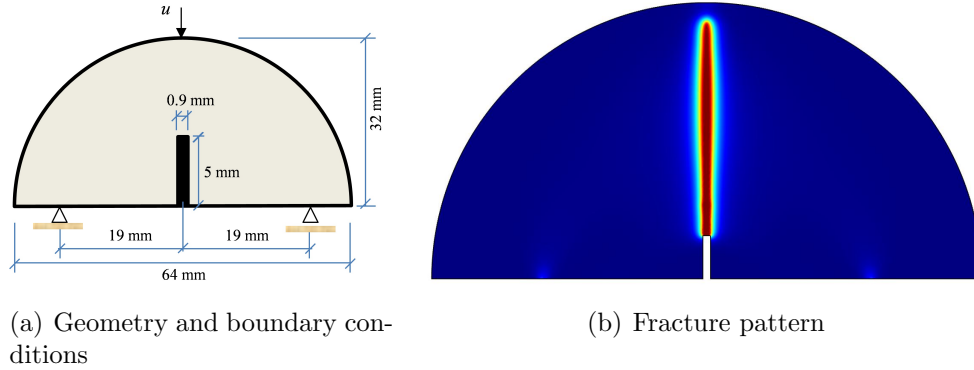 u
0.9 mm
32 mm
5 mm
19 mm 19 mm
64 mm
(a) Geometry and boundary con-
ditions
(b) Fracture pattern